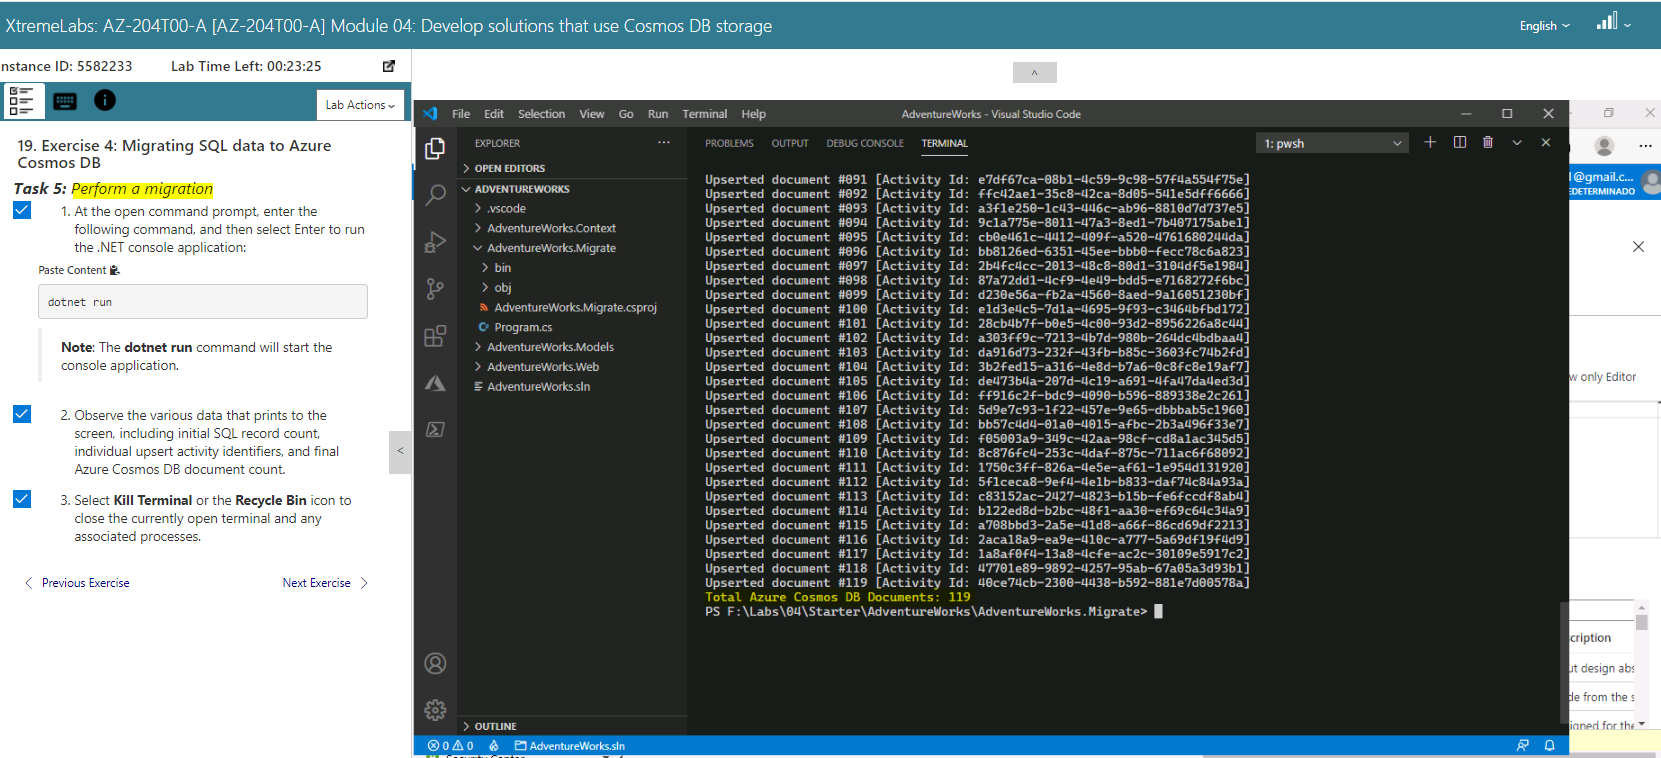 XtremeLabs: AZ-204T00-A [AZ-204T00-A] Module 04: Develop solutions that use Cosmos DB storage
English
nstance ID: 5582233
Lab Time Left: 00:23:25
Lab Actions
19. Exercise 4: Migrating SQL data to Azure
Cosmos DB
Task 5: Perform a migration
1. At the open command prompt, enter the
following command, and then select Enter to run
the .NET console application:
Paste Content
dotnet run
Note: The dotnet run command will start the
console application.
2. Observe the various data that prints to the
screen, including initial SQL record count,
individual upsert activity identifiers, and final
Azure Cosmos DB document count.
3. Select Kill Terminal or the Recycle Bin icon to
close the currently open terminal and any
associated processes.
Previous Exercise
Next Exercise
File Edit Selection View Go Run Terminal Help
AdventureWorks - Visual Studio Code
EXPLORER
OPEN EDITORS
ADVENTUREWORKS
.vscode
AdventureWorks.Context
AdventureWorks.Migrate
bin
obj
AdventureWorks.Migrate.csproj
Program.cs
AdventureWorks.Models
AdventureWorks.Web
AdventureWorks.sln
OUTLINE
PROBLEMS OUTPUT DEBUG CONSOLE TERMINAL
1: pwsh
Upserted document #091 [Activity Id: e7df67ca-08b1-4c59-9c98-57f4a554f75e]
Upserted document #092 [Activity Id: ffc42ae1-35c8-42ca-8d05-541e5dff6666]
Upserted document #093 [Activity Id: a3f1e250-1c43-446c-ab96-8810d7d737e5]
Upserted document #094 [Activity Id: 9c1a775e-8011-47a3-8ed1-7b407175abe1]
Upserted document #095 [Activity Id: cb0e461c-4412-409f-a520-4761680244da]
Upserted document #096 [Activity Id: bb8126ed-6351-45ee-bbb0-fecc78c6a823]
Upserted document #097 [Activity Id: 2b4fc4cc-2013-48c8-80d1-3104df5e1984]
Upserted document #098 [Activity Id: 87a72dd1-4cf9-4e49-bdd5-e7168272f6bc]
Upserted document #099 [Activity Id: d230e56a-fb2a-4560-8aed-9a16051230bf]
Upserted document #100 [Activity Id: e1d3e4c5-7d1a-4695-9f93-c3464bfbd172]
Upserted document #101 [Activity Id: 28cb4b7f-b0e5-4c00-93d2-8956226a8c44]
Upserted document #102 [Activity Id: a303ff9c-7213-4b7d-980b-264dc4bdbaa4]
Upserted document #103 [Activity Id: da916d73-232f-43fb-b85c-3603fc74b2fd]
Upserted document #104 [Activity Id: 3b2fed15-a316-4e8d-b7a6-0c8fc8e19af7]
Upserted document #105 [Activity Id: de473b4a-207d-4c19-a691-4fa47da4ed3d]
Upserted document #106 [Activity Id: ff916c2f-bdc9-4090-b596-889338e2c261]
Upserted document #107 [Activity Id: 5d9e7c93-1f22-457e-9e65-dbbbab5c1960]
Upserted document #108 [Activity Id: bb57c4d4-01a0-4015-afbc-2b3a496f33e7]
Upserted document #109 [Activity Id: f05003a9-349c-42aa-98cf-cd8a1ac345d5]
Upserted document #110 [Activity Id: 8c876fc4-253c-4daf-875c-711ac6f68092]
Upserted document #111 [Activity Id: 1750c3ff-826a-4e5e-af61-1e954d131920]
Upserted document #112 [Activity Id: 5f1ceca8-9ef4-4e1b-b833-daf74c84a93a]
Upserted document #113 [Activity Id: c83152ac-2427-4823-b15b-fe6fccdf8ab4]
Upserted document #114 [Activity Id: b122ed8d-b2bc-48f1-aa30-ef69c64c34a9]
Upserted document #115 [Activity Id: a708bbd3-2a5e-41d8-a66f-86cd69df2213]
Upserted document #116 [Activity Id: 2aca18a9-ea9e-410c-a777-5a69df19f4d9]
Upserted document #117 [Activity Id: 1a8af0f4-13a8-4cfe-ac2c-30109e5917c2]
Upserted document #118 [Activity Id: 47701e89-9892-4257-95ab-67a05a3d93b1]
Upserted document #119 [Activity Id: 40ce74cb-2300-4438-b592-881e7d00578a]
Total Azure Cosmos DB Documents: 119
PS F:\Labs\04\Starter\AdventureWorks\AdventureWorks.Migrate>
0 0 AdventureWorks.sln
l@gmail.c...
EDETERMINADO
w only Editor
cription
ut design abs
de from the s
igned for the